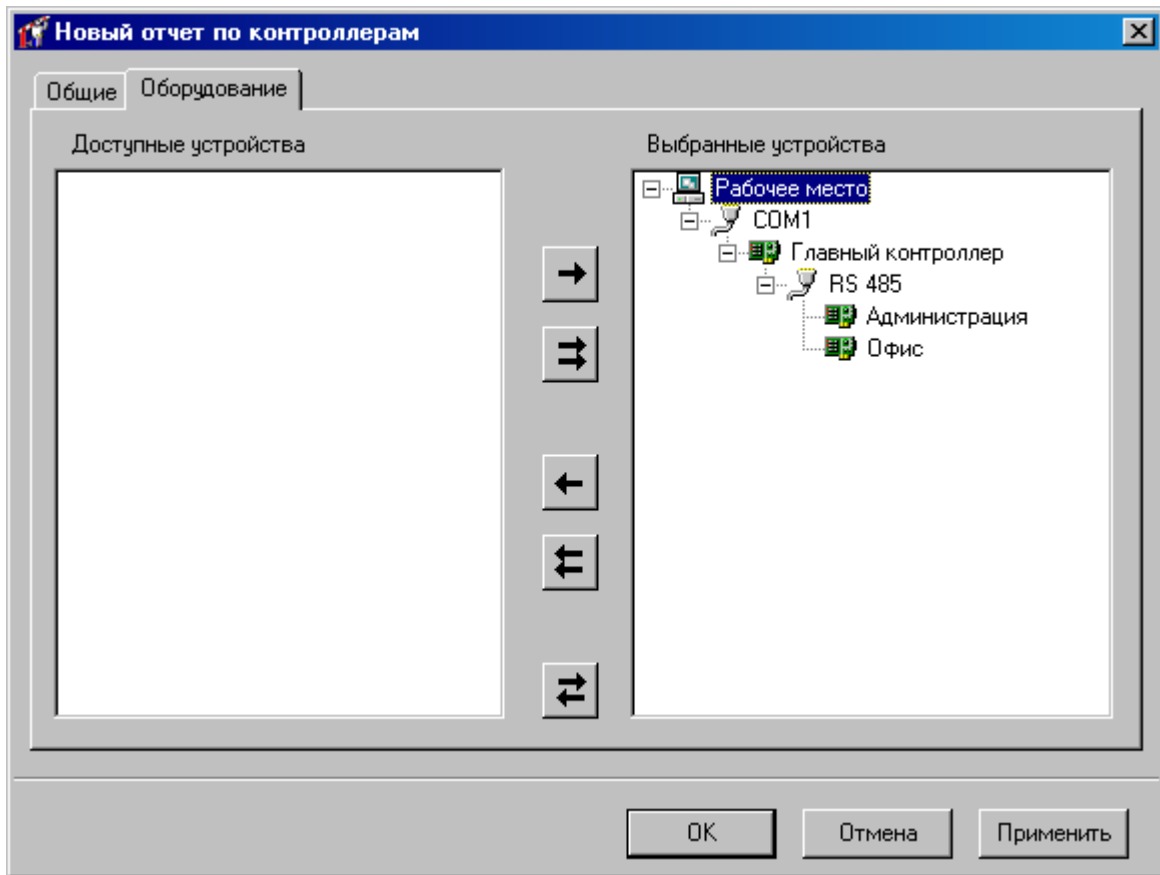 Новый отчет по контроллерам
Общие
Оборудование
Доступные устройства
Выбранные устройства
Рабочее место
COM1
Главный контроллер
RS 485
Администрация
Офис
OK
Отмена
Применить